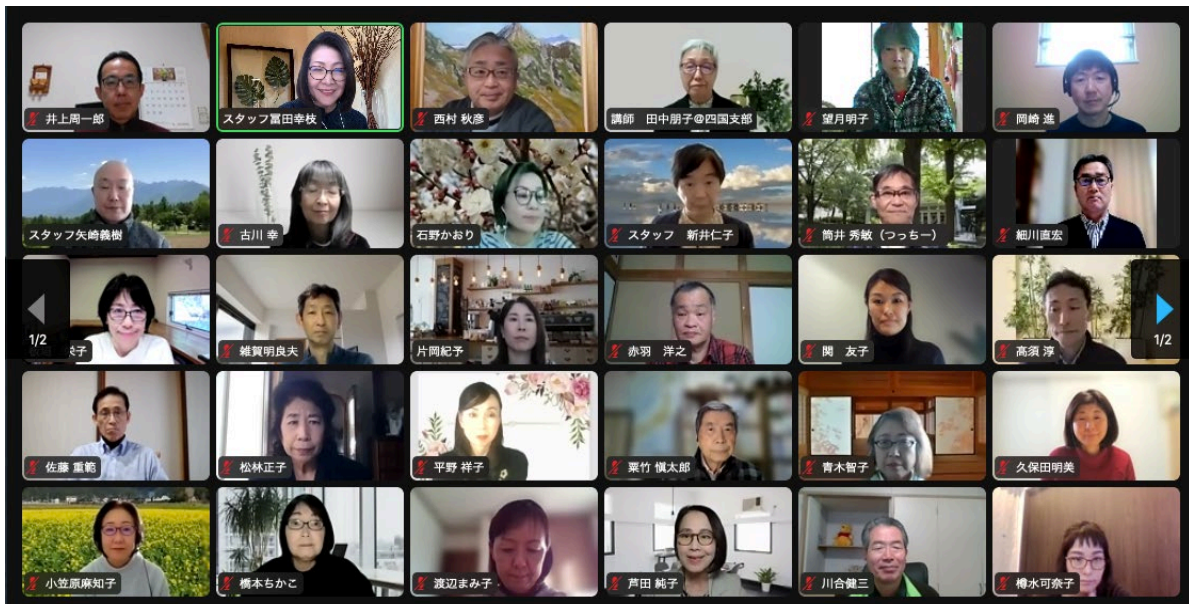 井上周一郎
スタッフ冨田幸枝
西村 秋彦
講師 田中朋子@四国支部
望月明子
岡崎 進
スタッフ矢崎義樹
古川 幸
石野かおり
スタッフ 新井仁子
筒井 秀敏(つっちー)
細川直宏
1/2
栄子
雑賀明良夫
片岡紀予
赤羽 洋之
関 友子
高須 淳
1/2
佐藤 重範
松林正子
平野 祥子
粟竹 愼太郎
青木智子
久保田明美
小笠原麻知子
橋本ちかこ
渡辺まみ子
芦田 純子
川合健三
樽水可奈子